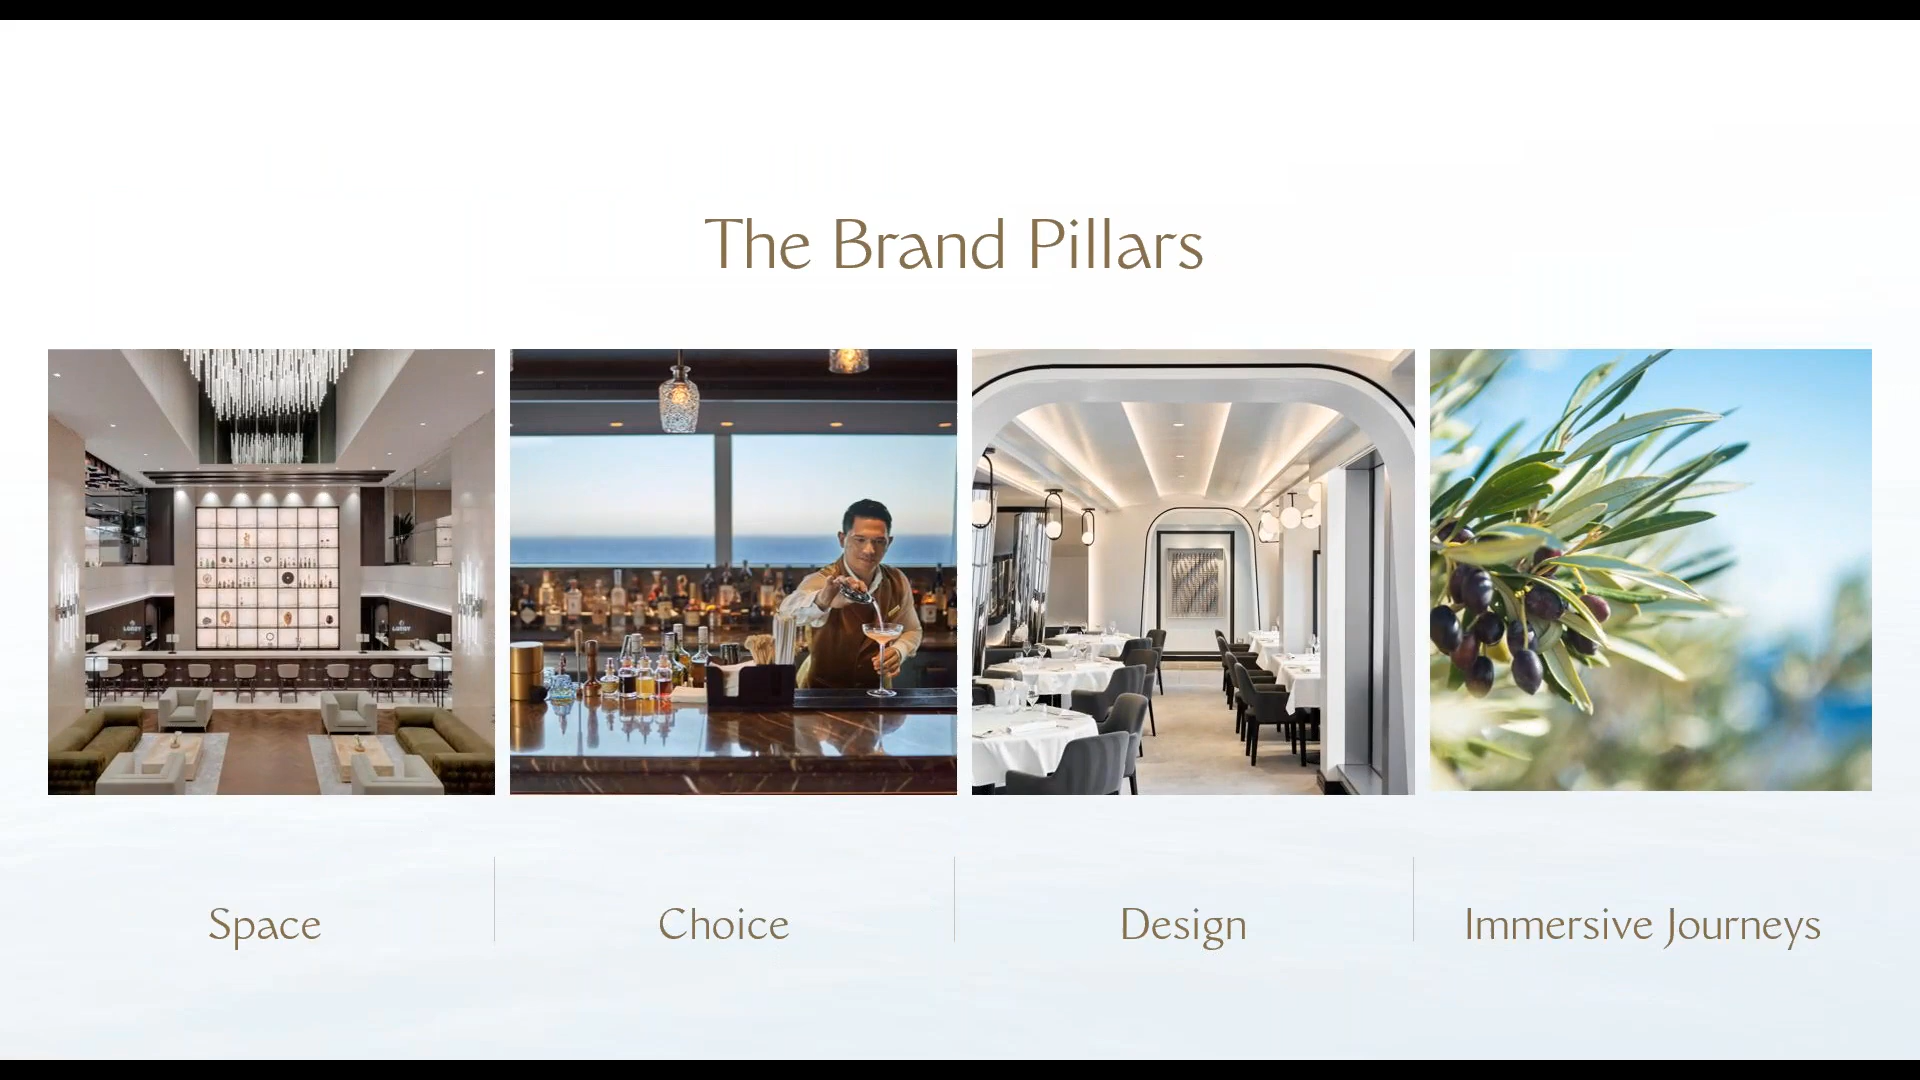 The Brand Pillars
Space
Choice
Design
Immersive Journeys